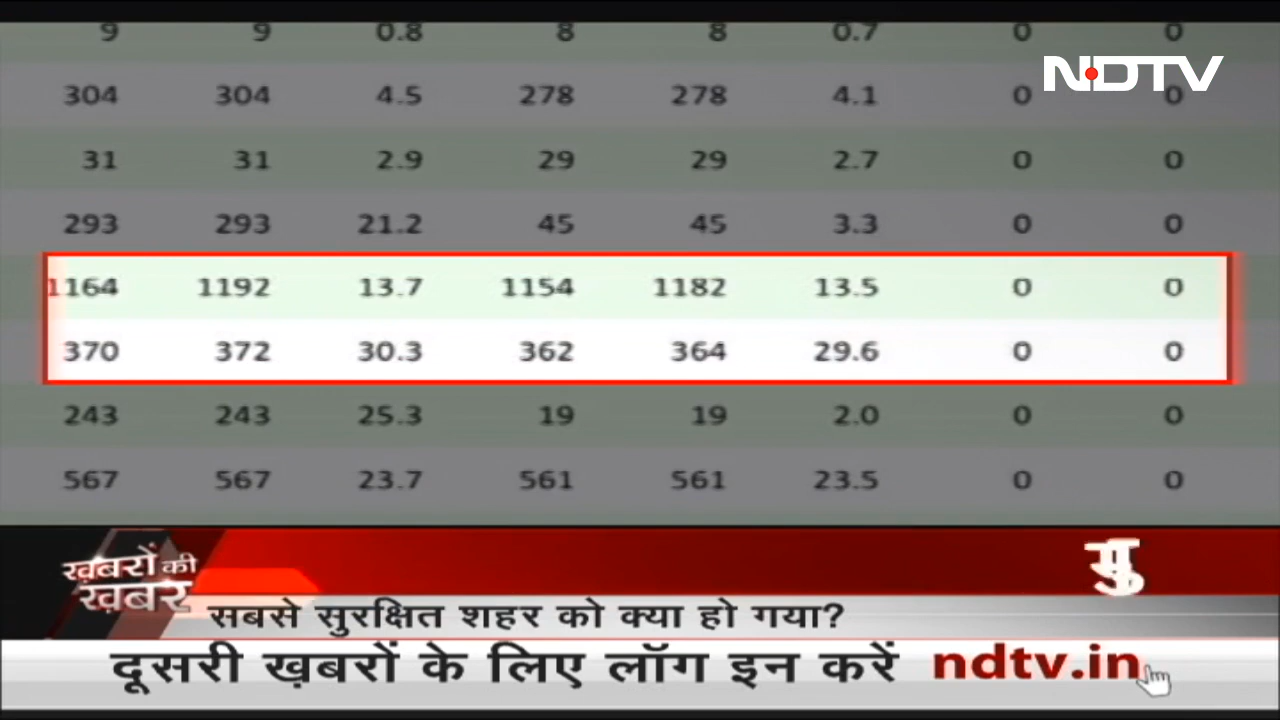 9 9 0.8 8 8 0.7 0 0
NDTV
304 304 4.5 278 278 4.1 0 0
31 31 2.9 29 29 2.7 0 0
293 293 21.2 45 45 3.3 0 0
1164 1192 13.7 1154 1182 13.5 0 0
370 372 30.3 362 364 29.6 0 0
243 243 25.3 19 19 2.0 0 0
567 567 23.7 561 561 23.5 0 0
ख़बरों की
ख़बर
सबसे सुरक्षित शहर को क्या हो गया?
दूसरी ख़बरों के लिए लॉग इन करें ndtv.in